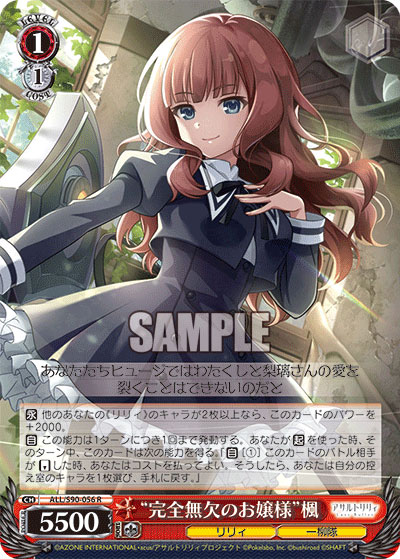 LEVEL
1
1
COST
SAMPLE
あなたたちヒュージではわたくしと梨璃さんの愛を
裂くことはできないのだと
永 他のあなたの《リリィ》のキャラが2枚以上なら、このカードのパワーを
+2000。
自 この能力は1ターンにつき1回まで発動する。あなたが起を使った時、そ
のターン中、このカードは次の能力を得る。『自[①]このカードのバトル相手
が
した時、あなたはコストを払ってよい。そうしたら、あなたは自分の控
え室のキャラを1枚選び、手札に戻す。』
CH ALL/S90-056 R
5500
“完全無欠のお嬢様”楓
アサルトリリィ
リリィ
一柳隊
©AZONE INTERNATIONAL・acus/アサルトリリィプロジェクト ©Pokelabo, Inc. ©bushiroad ©SHAFT